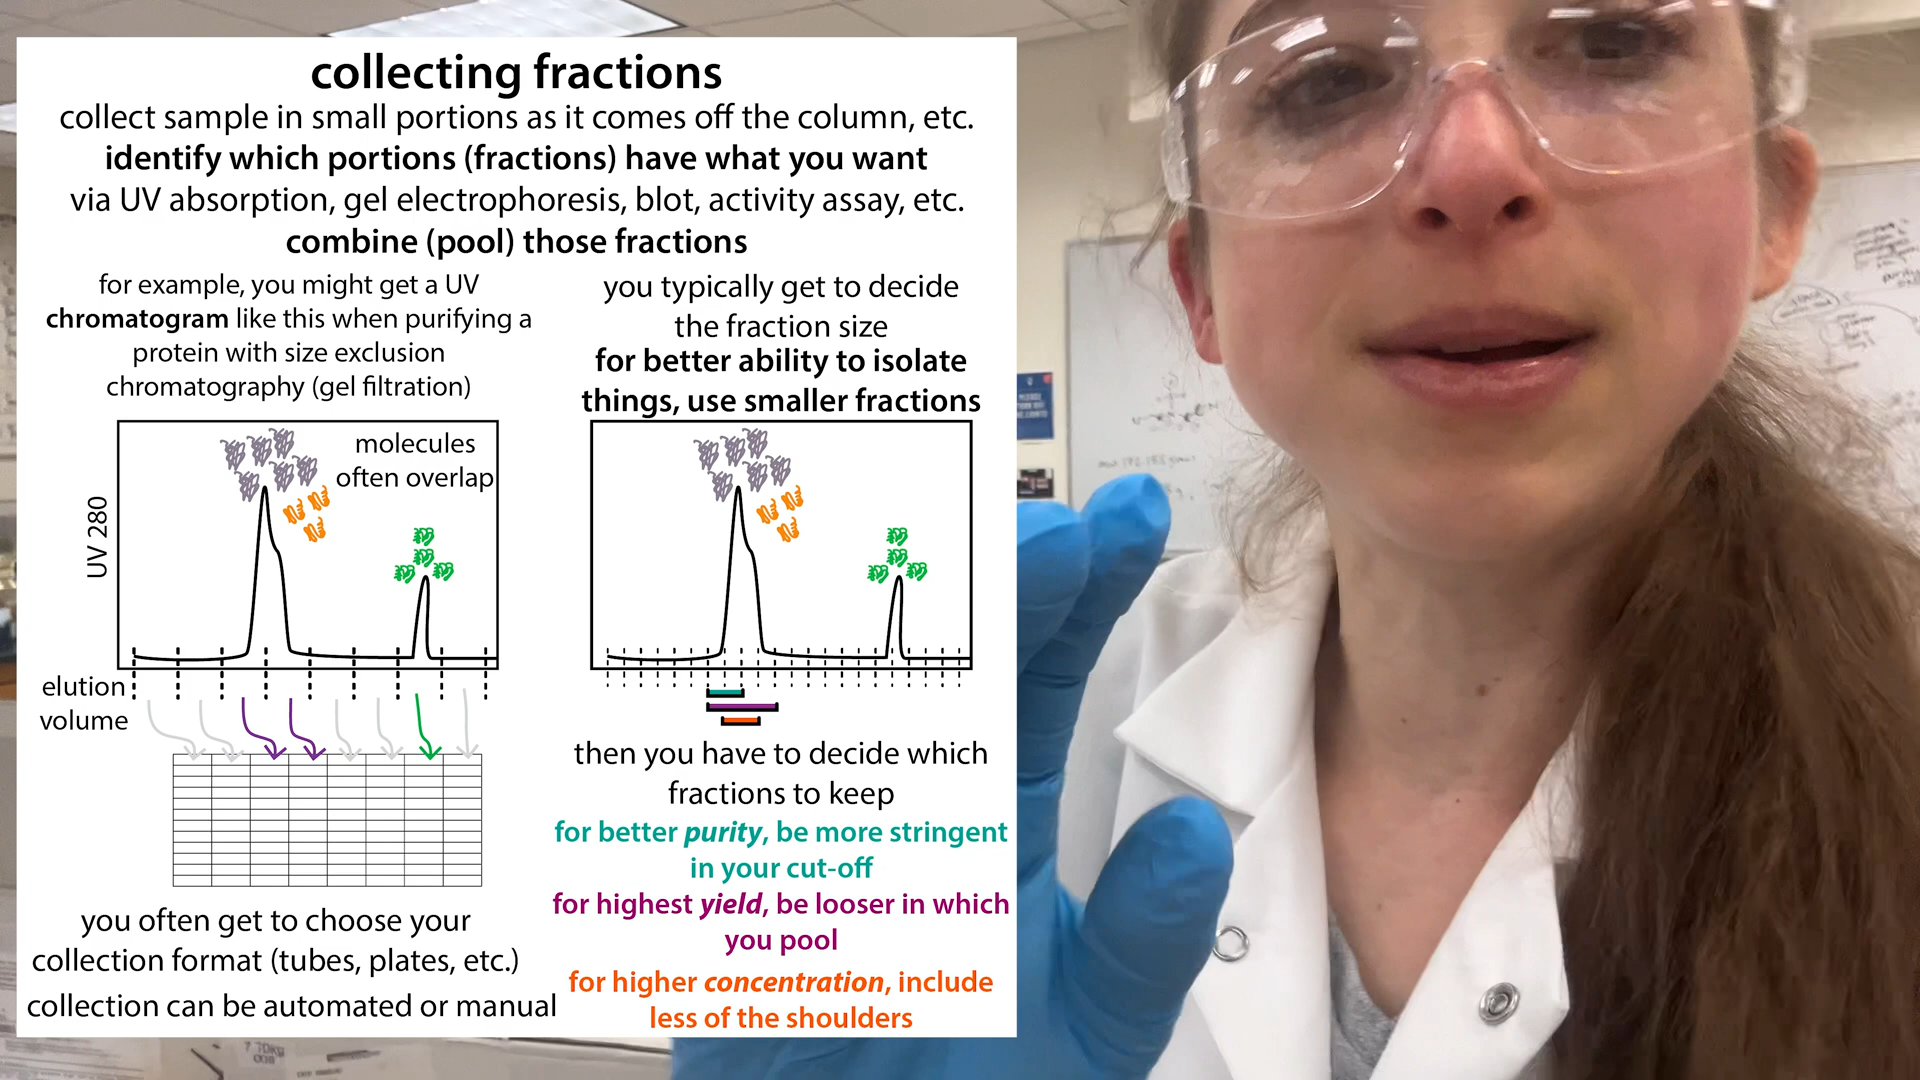 collecting fractions
collect sample in small portions as it comes off the column, etc.
identify which portions (fractions) have what you want
via UV absorption, gel electrophoresis, blot, activity assay, etc.
combine (pool) those fractions
for example, you might get a UV
chromatogram like this when purifying a
protein with size exclusion
chromatography (gel filtration)
molecules
often overlap
UV 280
elution
volume
you often get to choose your
collection format (tubes, plates, etc.)
collection can be automated or manual
you typically get to decide
the fraction size
for better ability to isolate
things, use smaller fractions
then you have to decide which
fractions to keep
for better purity, be more stringent
in your cut-off
for highest yield, be looser in which
you pool
for higher concentration, include
less of the shoulders